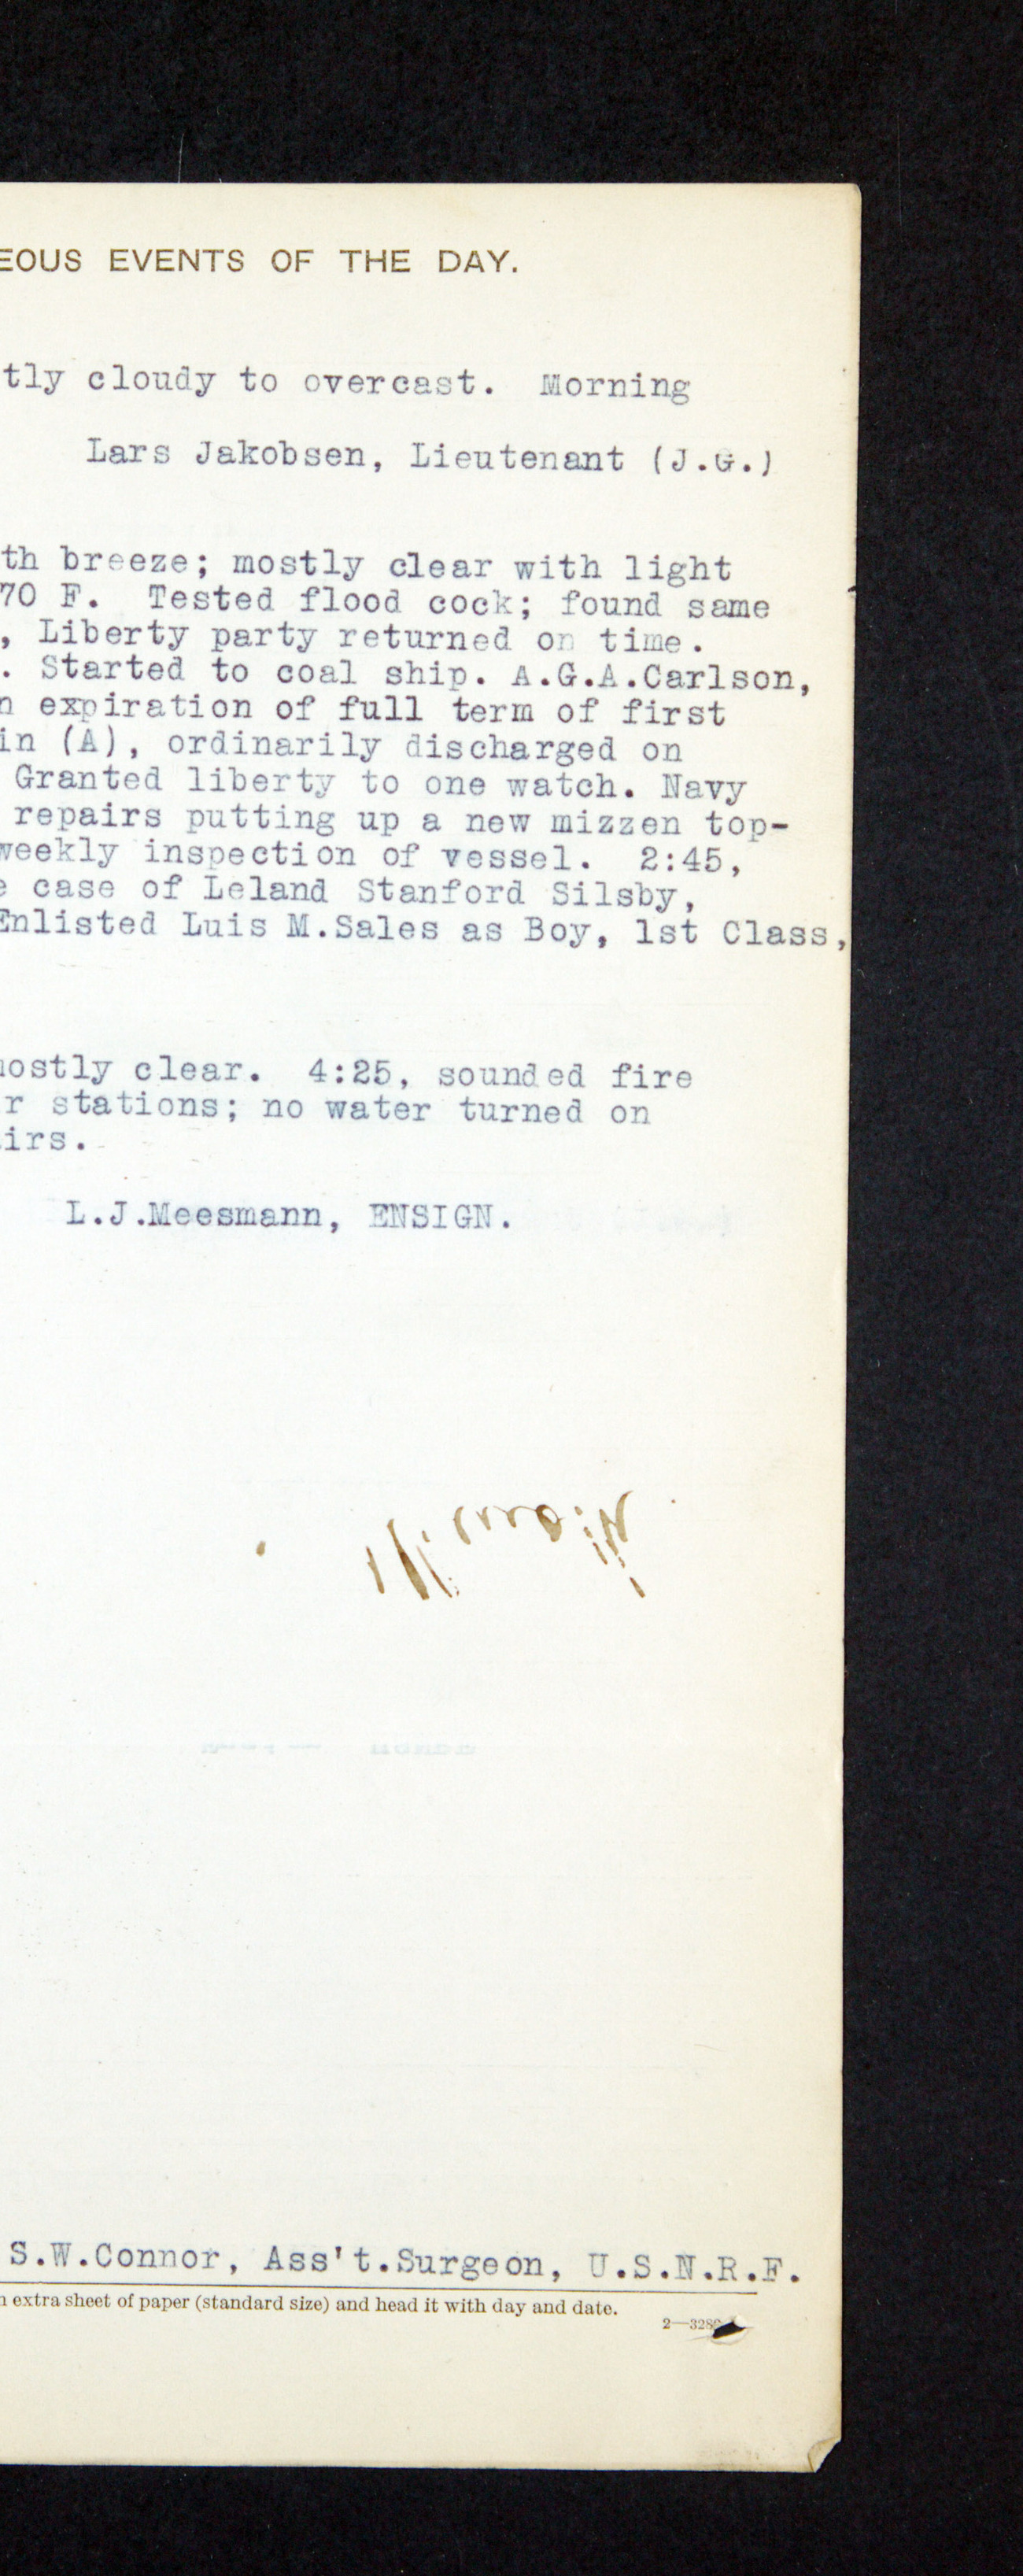 EOUS EVENTS OF THE DAY.
tly cloudy to overcast. Morning
Lars Jakobsen, Lieutenant (J.G.)
th breeze; mostly clear with light
70 F. Tested flood cock; found same
, Liberty party returned on time.
. Started to coal ship. A.G.A.Carlson,
n expiration of full term of first
in (A), ordinarily discharged on
Granted liberty to one watch. Navy
repairs putting up a new mizzen top-
weekly inspection of vessel. 2:45,
e case of Leland Stanford Silsby,
Enlisted Luis M.Sales as Boy, 1st Class,
mostly clear. 4:25, sounded fire
r stations; no water turned on
irs.
L.J.Meesmann, ENSIGN.
S.W.Connor, Ass't.Surgeon, U.S.N.R.F.
n extra sheet of paper (standard size) and head it with day and date.